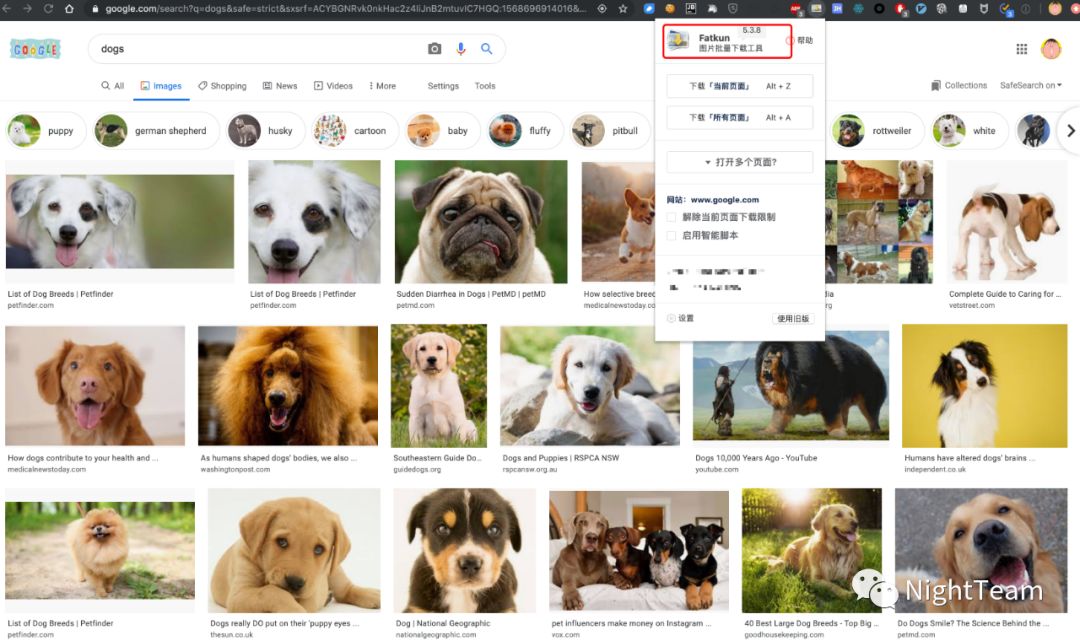 google.com/search?q=dogs&safe=strict&sxsrf=ACYBGNRvk0nkHac2z4liJnB2mtuvlC7HGQ:1568696914016&...
GOOGLE
dogs
All
Images
Shopping
News
Videos
More
Settings
Tools
Collections
SafeSearch on
puppy
german shepherd
husky
cartoon
baby
fluffy
pitbull
rottweiler
white
Fatkun
5.3.8
图片批量下载工具
帮助
下载「当前页面」 Alt + Z
下载「所有页面」 Alt + A
打开多个页面?
网站: www.google.com
解除当前页面下载限制
启用智能脚本
设置
使用旧版
List of Dog Breeds | Petfinder
petfinder.com
List of Dog Breeds | Petfinder
petfinder.com
Sudden Diarrhea in Dogs | PetMD | petMD
petmd.com
How selective breed
medicalnewstoday.co
dia
rg
Complete Guide to Caring for ...
vetstreet.com
How dogs contribute to your health and ...
medicalnewstoday.com
As humans shaped dogs' bodies, we also ...
washingtonpost.com
Southeastern Guide Do...
guidedogs.org
Dogs and Puppies | RSPCA NSW
rspcansw.org.au
Dogs 10,000 Years Ago - YouTube
youtube.com
Humans have altered dogs' brains ...
independent.co.uk
List of Dog Breeds | Petfinder
petfinder.com
Dogs really DO put on their 'puppy eyes ...
thesun.co.uk
Dog | National Geographic
nationalgeographic.com
pet influencers make money on Instagram ...
vox.com
40 Best Large Dog Breeds - Top Big ...
goodhousekeeping.com
Do Dogs Smile? The Science Behind the ...
petmd.com
NightTeam